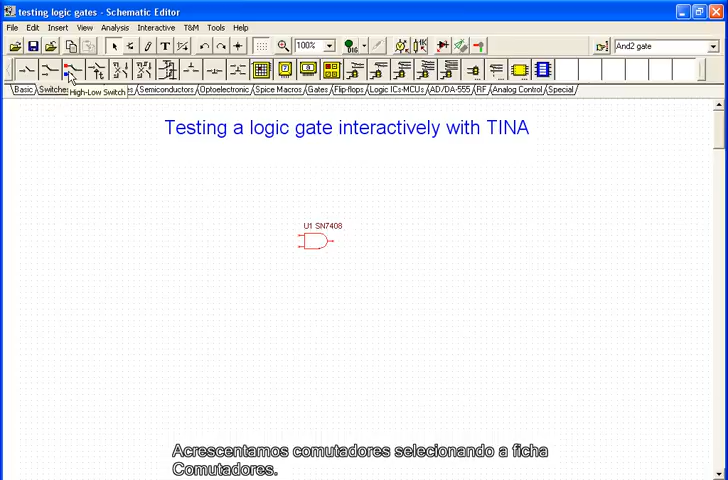 testing logic gates - Schematic Editor
File Edit Insert View Analysis Interactive T&M Tools Help
100% DIG And2 gate
Basic Switches Semiconductors Optoelectronic Spice Macros Gates Flip-flops Logic ICs-MCUs AD/DA-555 RF Analog Control Special
High-Low Switch
Testing a logic gate interactively with TINA
U1 SN7408
Acrescentamos comutadores selecionando a ficha
Comutadores.